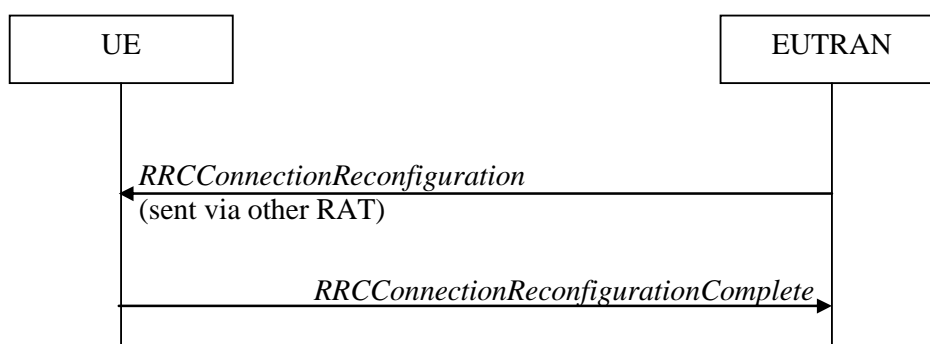 UE
EUTRAN
RRCConnectionReconfiguration
(sent via other RAT)
RRCConnectionReconfigurationComplete